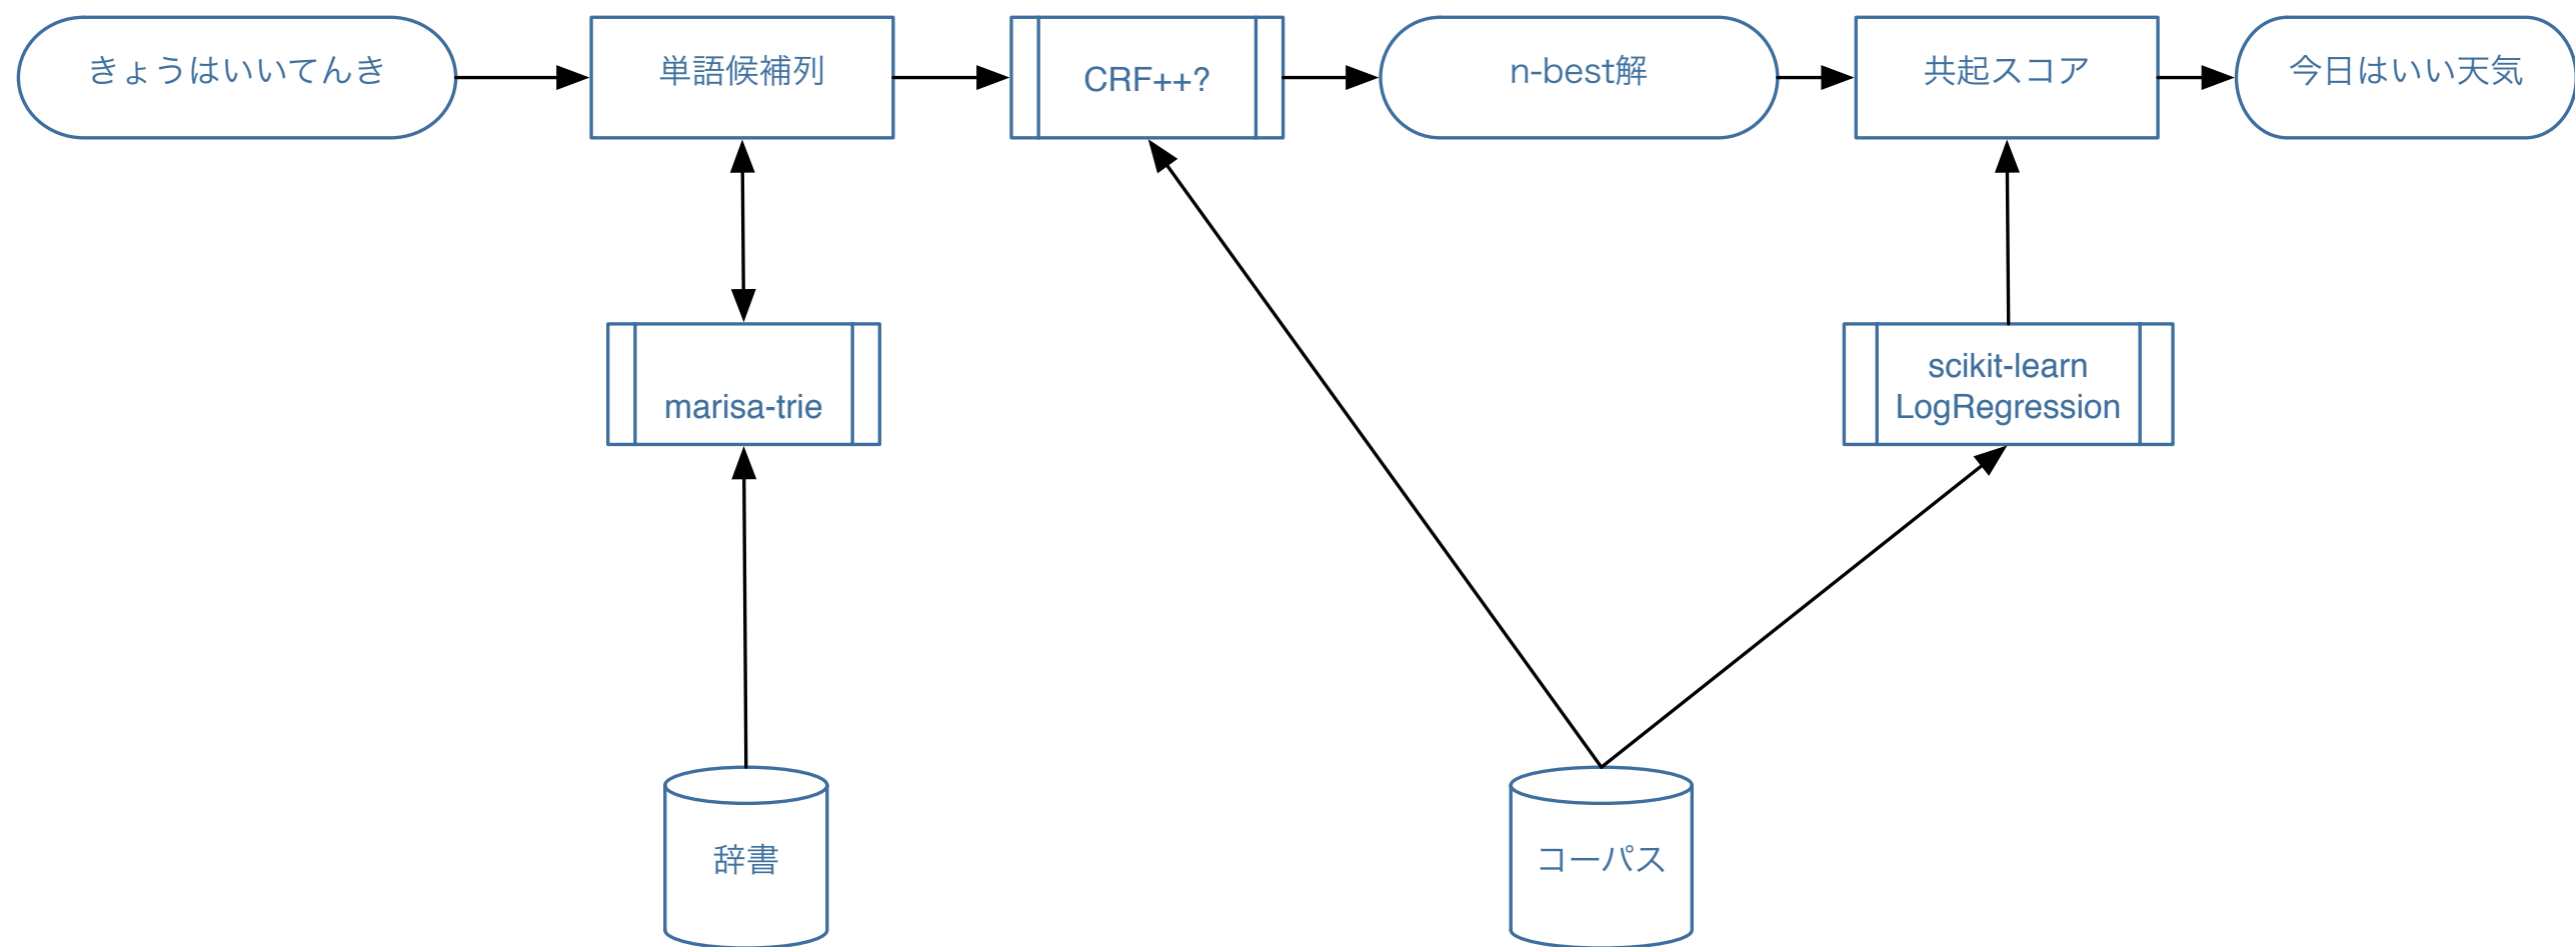 きょうはいいてんき
単語候補列
CRF++?
n-best解
共起スコア
今日はいい天気
marisa-trie
scikit-learn
LogRegression
辞書
コーパス